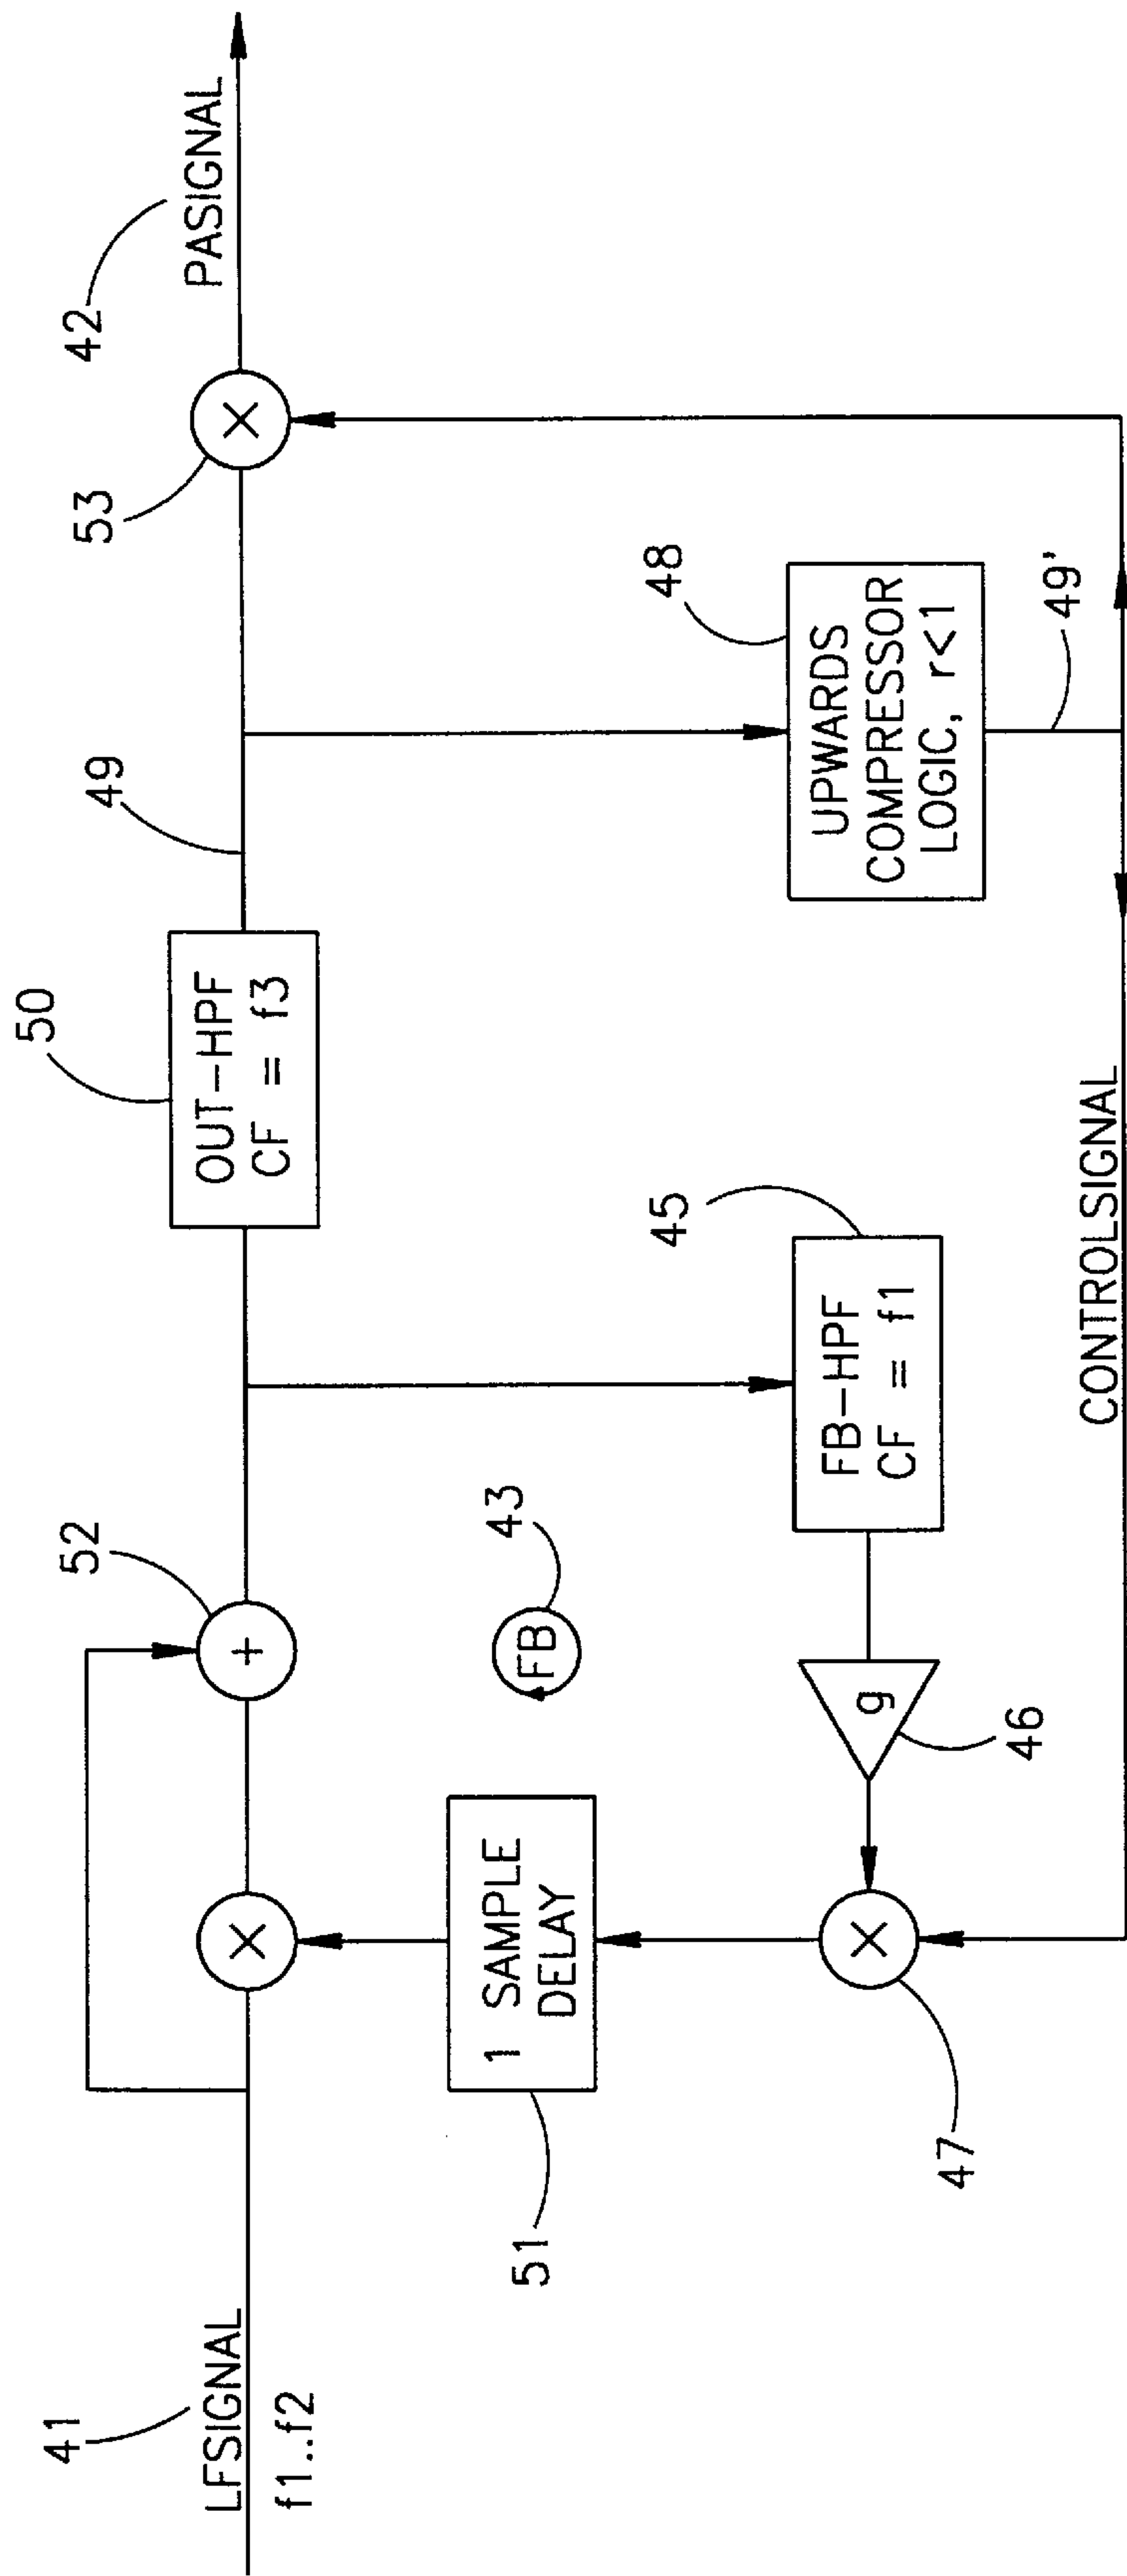 41
LFSIGNAL
f1..f2
×
52
+
50
OUT-HPF
CF = f3
49
53
×
42
PASIGNAL
51
1 SAMPLE
DELAY
43
FB
47
×
46
g
45
FB-HPF
CF = f1
48
UPWARDS
COMPRESSOR
LOGIC, r<1
49'
CONTROLSIGNAL